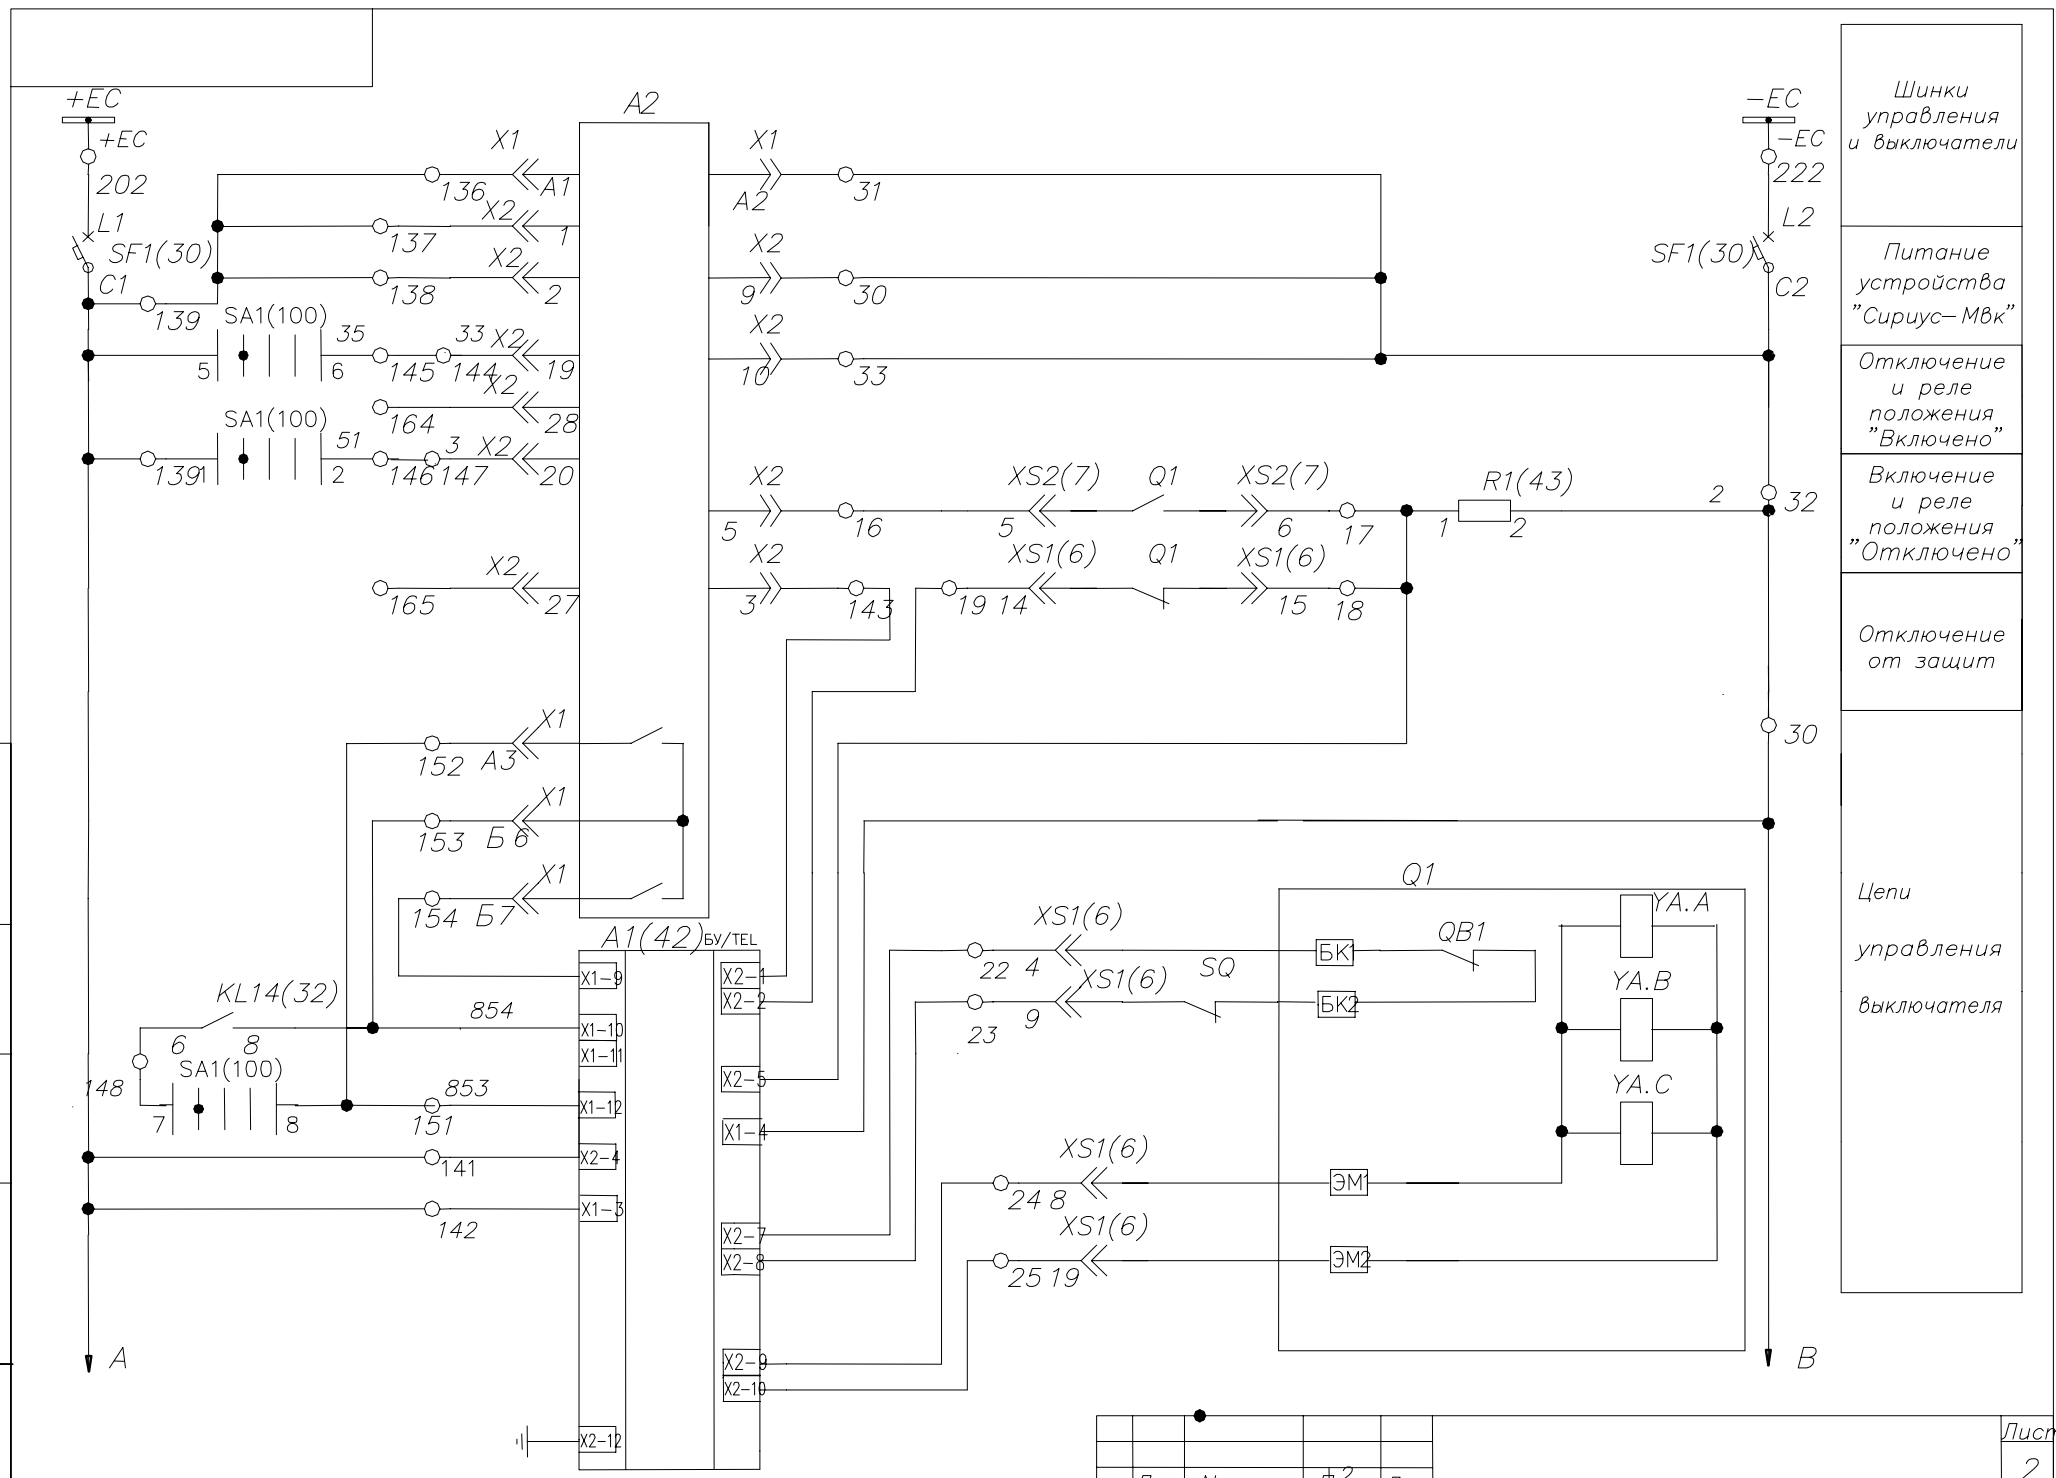 +EC
+EC
202
L1
SF1(30)
C1
139
A2
X1
136
A1
X2
137
1
X2
138
2
SA1(100)
5
6
35
145
33
144
X2
19
164
X2
28
SA1(100)
139
1
2
51
146
3
147
X2
20
165
X2
27
X1
A2
31
X2
9
30
X2
10
33
X2
5
16
XS2(7)
5
Q1
XS2(7)
6
17
1
R1(43)
2
2
32
X2
3
143
19
XS1(6)
14
Q1
XS1(6)
15
18
-EC
-EC
222
L2
SF1(30)
C2
30
X1
152
A3
X1
153
Б6
X1
154
Б7
A1(42)
БУ/TEL
KL14(32)
6
8
854
148
SA1(100)
7
8
853
151
141
142
X1-9
X1-10
X1-11
X1-12
X2-4
X1-3
X2-12
X2-1
X2-2
X2-5
X1-4
X2-7
X2-8
X2-9
X2-10
Q1
XS1(6)
22
4
БК1
QB1
XS1(6)
23
9
SQ
БК2
YA.A
YA.B
YA.C
XS1(6)
24
8
ЭМ1
XS1(6)
25
19
ЭМ2
A
B
Шинки
управления
и выключатели
Питание
устройства
"Сириус-Мвк"
Отключение
и реле
положения
"Включено"
Включение
и реле
положения
"Отключено"
Отключение
от защит
Цепи
управления
выключателя
Лист
2